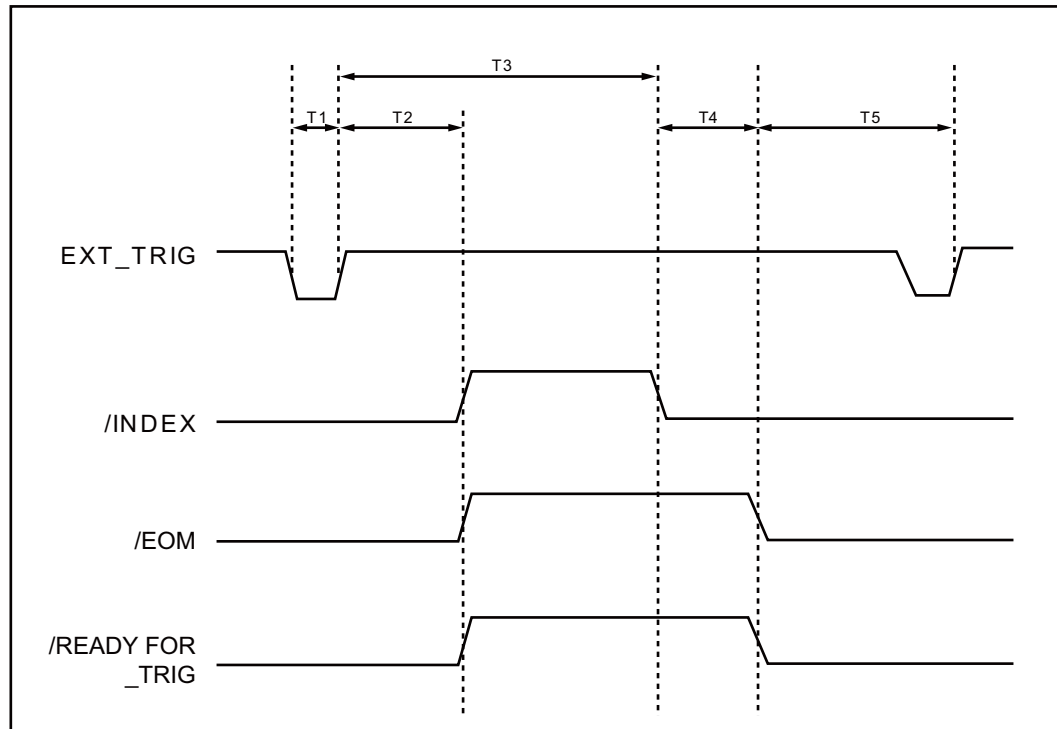 T3
T1
T2
T4
T5
EXT_TRIG
/INDEX
/EOM
/READY FOR
_TRIG